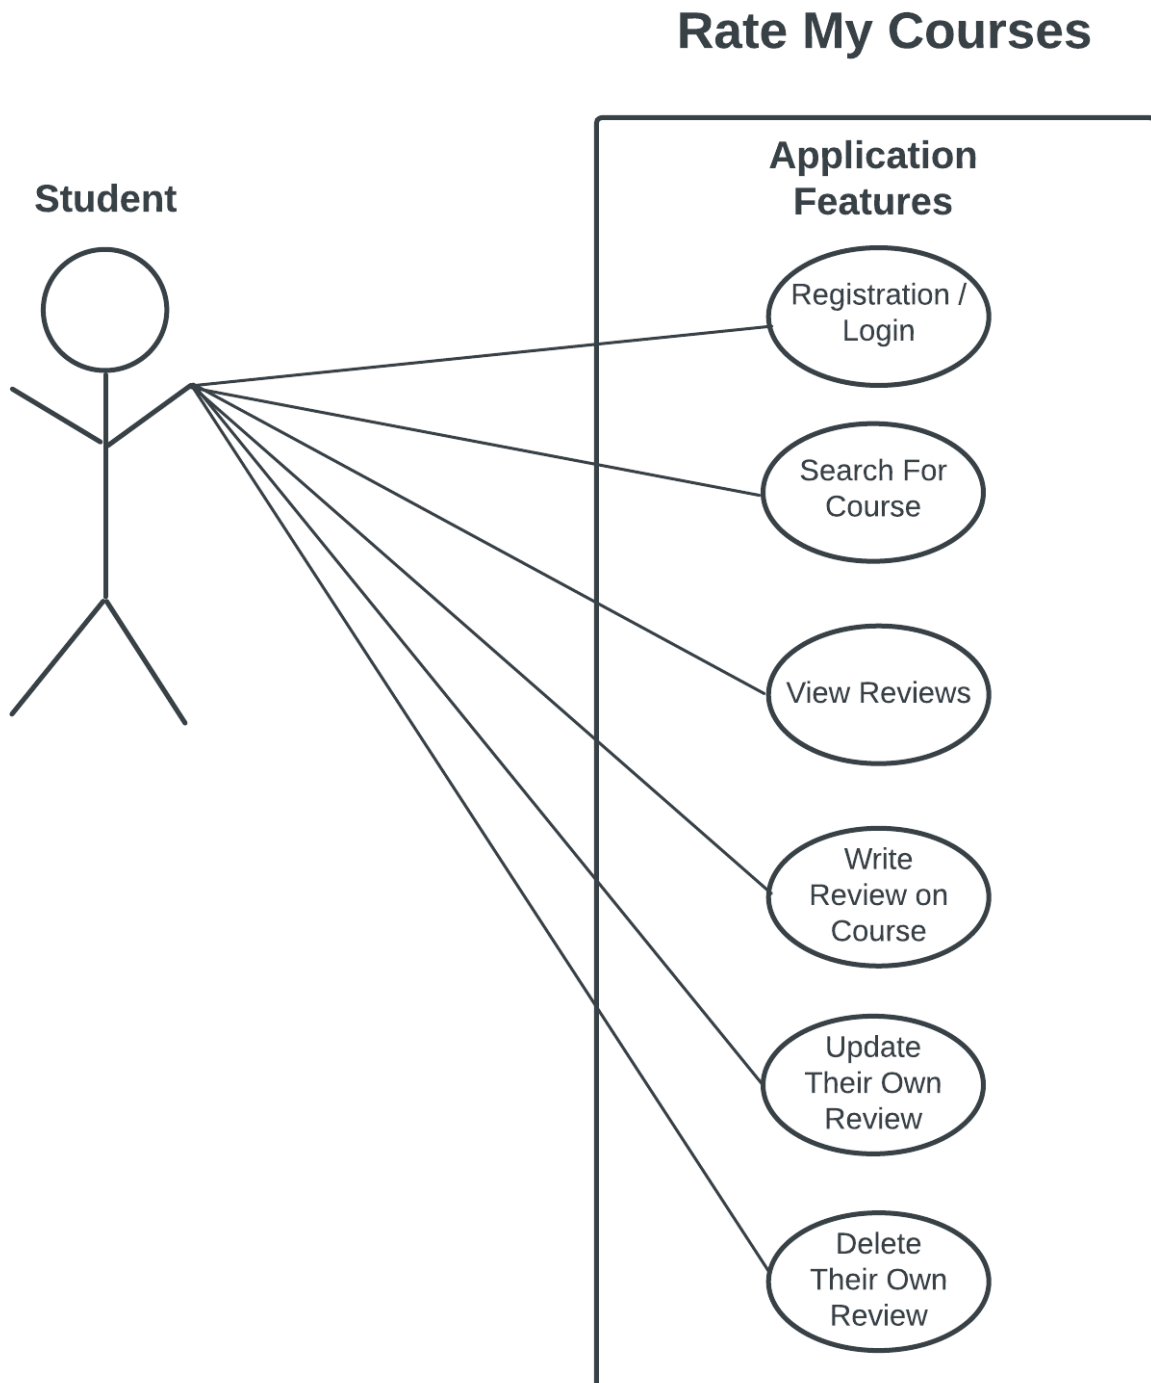 Rate My Courses
Student
Application
Features
Registration /
Login
Search For
Course
View Reviews
Write
Review on
Course
Update
Their Own
Review
Delete
Their Own
Review